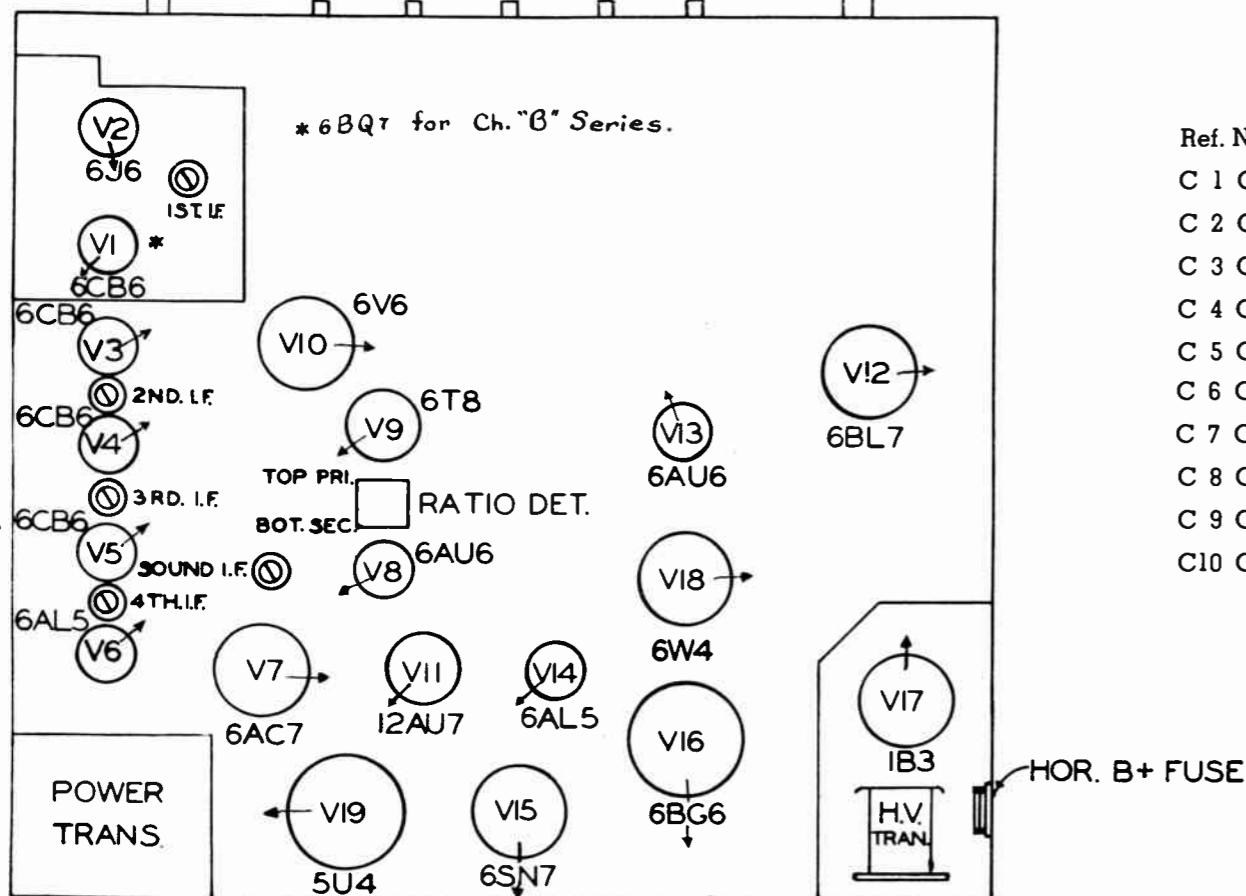 * 6BQ7 for Ch. "B" Series.
V2
6J6
1ST. I.F.
V1 *
6CB6
6CB6
V3
2ND. I.F.
6CB6
V4
3RD. I.F.
6CB6
V5
SOUND I.F.
4TH. I.F.
6AL5
V6
6V6
V10
6T8
V9
TOP PRI.
BOT. SEC.
RATIO DET.
6AU6
V8
V13
6AU6
V12
6BL7
V18
6W4
V7
6AC7
V11
12AU7
V14
6AL5
V16
6BG6
V17
1B3
HOR. B+ FUSE
H.V.
TRAN.
POWER
TRANS.
V19
5U4
V15
6SN7
Ref. N
C 1 C
C 2 C
C 3 C
C 4 C
C 5 C
C 6 C
C 7 C
C 8 C
C 9 C
C10 C